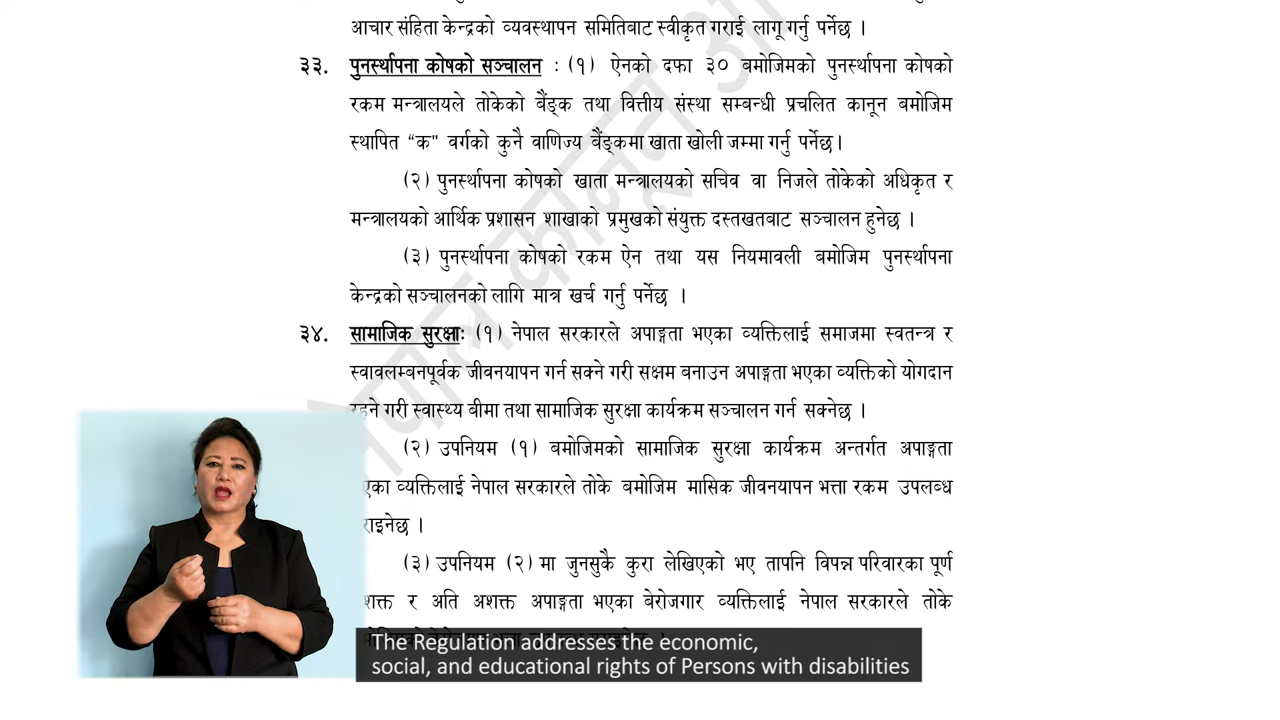 आचार संहिता केन्द्रको व्यवस्थापन समितिबाट स्वीकृत गराई लागू गर्नु पर्नेछ ।
३३. पुनर्स्थापना कोषको सञ्चालन : (१) ऐनको दफा ३० बमोजिमको पुनर्स्थापना कोषको
रकम मन्त्रालयले तोकेको बैंङ्क तथा वित्तीय संस्था सम्बन्धी प्रचलित कानून बमोजिम
स्थापित “क" वर्गको कुनै वाणिज्य बैंङ्कमा खाता खोली जम्मा गर्नु पर्नेछ।
(२) पुनर्स्थापना कोषको खाता मन्त्रालयको सचिव वा निजले तोकेको अधिकृत र
मन्त्रालयको आर्थिक प्रशासन शाखाको प्रमुखको संयुक्त दस्तखतबाट सञ्चालन हुनेछ ।
(३) पुनर्स्थापना कोषको रकम ऐन तथा यस नियमावली बमोजिम पुनर्स्थापना
केन्द्रको सञ्चालनको लागि मात्र खर्च गर्नु पर्नेछ ।
३४. सामाजिक सुरक्षाः (१) नेपाल सरकारले अपाङ्गता भएका व्यक्तिलाई समाजमा स्वतन्त्र र
स्वावलम्बनपूर्वक जीवनयापन गर्न सक्ने गरी सक्षम बनाउन अपाङ्गता भएका व्यक्तिको योगदान
रहने गरी स्वास्थ्य बीमा तथा सामाजिक सुरक्षा कार्यक्रम सञ्चालन गर्न सक्नेछ ।
(२) उपनियम (१) बमोजिमको सामाजिक सुरक्षा कार्यक्रम अन्तर्गत अपाङ्गता
व्यक्तिलाई नेपाल सरकारले तोके बमोजिम मासिक जीवनयापन भत्ता रकम उपलब्ध
(३) उपनियम (२) मा जुनसुकै कुरा लेखिएको भए तापनि विपन्न परिवारका पूर्ण
र अति अशक्त अपाङ्गता भएका बेरोजगार व्यक्तिलाई नेपाल सरकारले तोके
The Regulation addresses the economic,
social, and educational rights of Persons with disabilities
नेपाल कानून